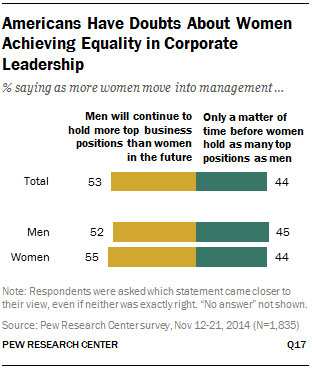 Americans Have Doubts About Women
Achieving Equality in Corporate
Leadership
% saying as more women move into management ...
Men will continue to
hold more top business
positions than women
in the future
Only a matter of
time before women
hold as many top
positions as men
Total 53 44
Men 52 45
Women 55 44
Note: Respondents were asked which statement came closer to
their view, even if neither was exactly right. “No answer” not shown.
Source: Pew Research Center survey, Nov 12-21, 2014 (N=1,835)
PEW RESEARCH CENTER Q17